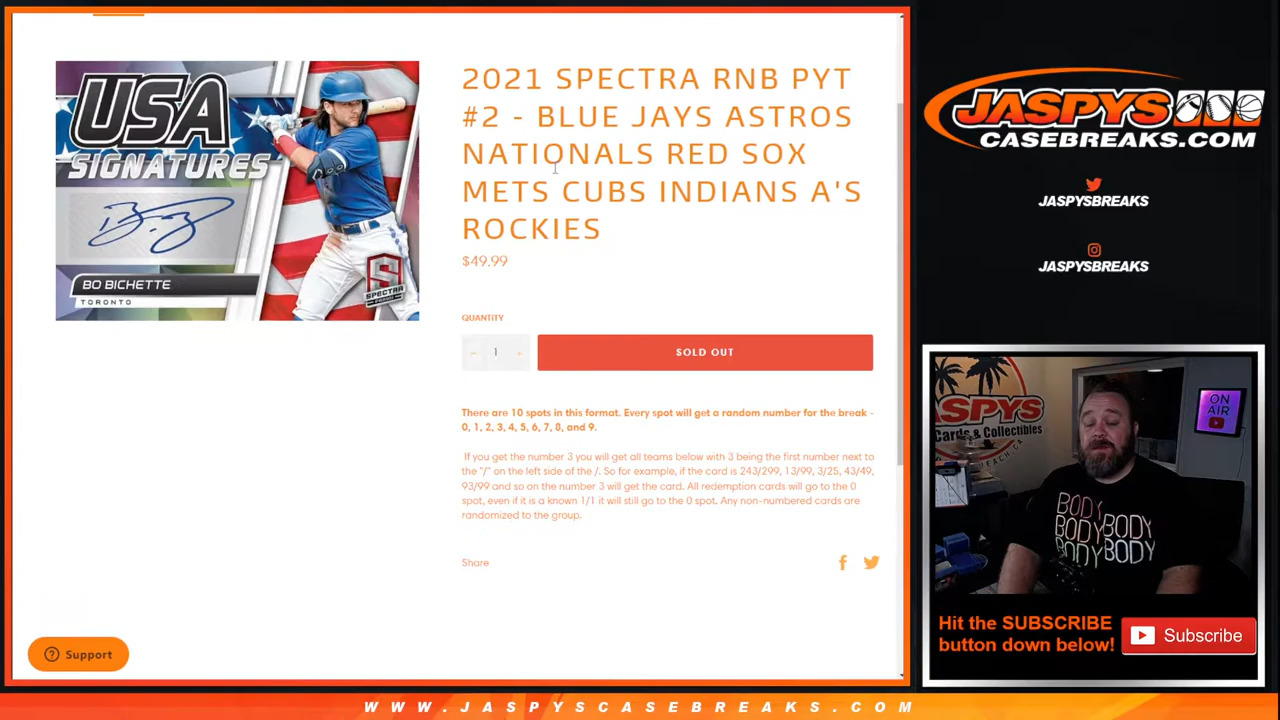 USA
SIGNATURES
BO BICHETTE
TORONTO
SPECTRA
2021 SPECTRA RNB PYT
#2 - BLUE JAYS ASTROS
NATIONALS RED SOX
METS CUBS INDIANS A'S
ROCKIES
$49.99
QUANTITY
− 1 +
SOLD OUT
There are 10 spots in this format. Every spot will get a random number for the break -
0, 1, 2, 3, 4, 5, 6, 7, 8, and 9.
If you get the number 3 you will get all teams below with 3 being the first number next to
the "/" on the left side of the /. So for example, if the card is 243/299, 13/99, 3/25, 43/49,
93/99 and so on the number 3 will get the card. All redemption cards will go to the 0
spot, even if it is a known 1/1 it will still go to the 0 spot. Any non-numbered cards are
randomized to the group.
Share
Support
JASPYS
CASEBREAKS.COM
JASPYSBREAKS
JASPYSBREAKS
JASPYS
Cards & Collectibles
ON
AIR
BODY
BODY BODY
BODY BODY
Hit the SUBSCRIBE
button down below!
Subscribe
WWW.JASPYSCASEBREAKS.COM